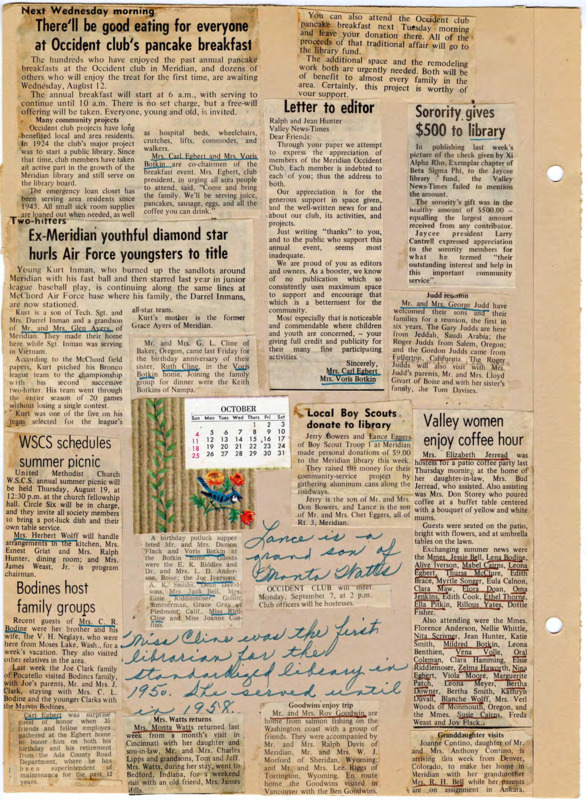 Next Wednesday morning
There'll be good eating for everyone
at Occident club's pancake breakfast
The hundreds who have enjoyed the past annual pancake
breakfasts at the Occident club in Meridian, and dozens of
others who will enjoy the treat for the first time, are awaiting
Wednesday, August 12.
The annual breakfast will start at 6 a.m., with serving to
continue until 10 a.m. There is no set charge, but a free-will
offering will be taken. Everyone, young and old, is invited.
Many community projects
Occident club projects have long
benefited local and area residents.
In 1924 the club's major project
was to start a public library. Since
that time, club members have taken
an active part in the growth of the
Meridian library and still serve on
the library board.
The emergency loan closet has
been serving area residents since
1943. All small sick room supplies
are loaned out when needed, as well
as hospital beds, wheelchairs,
crutches, lifts, commodes, and
walkers.
Mrs. Carl Egbert and Mrs. Voris
Botkin are co-chairmen of the
breakfast event. Mrs. Egbert, club
president, in urging all area people
to attend, said, "Come and bring
the family. We'll be serving juice,
pancakes, sausage, eggs, and all the
coffee you can drink."
You can also attend the Occident club
pancake breakfast next Tuesday morning
and leave your donation there. All of the
proceeds of that traditional affair will go to
the library fund.
The additional space and the remodeling
work both are urgently needed. Both will be
of benefit to almost every family in the
area. Certainly, this project is worthy of
your support.
Letter to editor
Ralph and Jean Hunter
Valley News-Times
Dear Friends:
Through your paper we attempt
to express the appreciation of
members of the Meridian Occident
Club. Each member is indebted to
each of you; thus the address to
both.
Our appreciation is for the
generous support in space given,
and the well-written news for and
about our club, its activities, and
projects.
Just writing "thanks" to you,
and to the public who support this
annual event, seems most
inadequate.
We are proud of you as editors
and owners. As a booster, we know
of no publication which so
consistently uses maximum space
to support and encourage that
which is a betterment for the
community.
Most especially that is noticeable
and commendable where children
and youth are concerned, - your
giving full credit and publicity for
their many fine participating
activities.
Sincerely,
Mrs. Carl Egbert
Mrs. Voris Botkin
Sorority gives
$500 to library
In publishing last week's
picture of the check given by Xi
Alpha Rho, Exemplar chapter of
Beta Sigma Phi, to the Jaycee
library fund, the Valley
News-Times failed to mention
the amount.
The sorority's gift was in the
healthy amount of $500.00 –
equalling the largest amount
received from any contributor.
Jaycee president Larry
Cantrell expressed appreciation
to the sorority members for
what he termed "their
outstanding interest and help in
this important community
service".
Two-hitters
Ex-Meridian youthful diamond star
hurls Air Force youngsters to title
Young Kurt Inman, who burned up the sandlots around
Meridian with his fast ball and then starred last year in junior
league baseball play, is continuing along the same lines at
McChord Air Force base where his family, the Darrel Inmans,
are now stationed.
Kurt is a son of Tech. Sgt. and
Mrs. Darrel Inman and a grandson
of Mr. and Mrs. Glen Ayers, of
Meridian. They made their home
here while Sgt. Inman was serving
in Vietnam.
According to the McChord field
papers, Kurt pitched his Bronco
league team to the championship
with his second successive
two-hitter. His team went through
the entire season of 20 games
without losing a single contest.
Kurt was one of the five on his
team selected for the league's
all-star team.
Kurt's mother is the former
Grace Ayers of Meridian.
Mr. and Mrs. G. L. Cline of
Baker, Oregon, came last Friday for
the birthday anniversary of their
sister, Ruth Cline, in the Voris
Botkin home. Joining the family
group for dinner were the Keith
Botkins of Nampa.
Judd reunion
Mr. and Mrs. George Judd have
welcomed their sons and their
families for a reunion, the first in
six years. The Gary Judds are here
from Jeddah, Saudi Arabia; the
Roger Judds from Salem, Oregon;
and the Gordon Judds came from
Fullerton, California. The Roger
Judds will also visit with Mrs.
Judd's parents, Mr. and Mrs. Lloyd
Givart of Boise and with her sister's
family, the Tom Davises.
OCTOBER
Sun Mon Tue Wed Thu Fri Sat
1 2 3
4 5 6 7 8 9 10
11 12 13 14 15 16 17
18 19 20 21 22 23 24
25 26 27 28 29 30 31
Local Boy Scouts
donate to library
Jerry Bowers and Lance Eggers
of Boy Scout Troop 1 at Meridian
made personal donations of $9.00
to the Meridian library this week.
They raised the money for their
community-service project by
gathering aluminum cans along the
roadways.
Jerry is the son of Mr. and Mrs.
Don Bowers, and Lance is the son
of Mr. and Mrs. Chet Eggers, all of
Rt. 3, Meridian.
Lance is a
grand son of
Monta Watts
OCCIDENT CLUB will meet
Monday, September 7, at 2 p.m.
Club officers will be hostesses.
Valley women
enjoy coffee hour
Mrs. Elizabeth Jerread was
hostess for a patio coffee party last
Thursday morning at the home of
her daughter-in-law, Mrs. Bud
Jerread, who assisted. Also assisting
was Mrs. Don Storey who poured
coffee at a buffet table centered
with a bouquet of yellow and white
mums.
Guests were seated on the patio,
bright with flowers, and at umbrella
tables on the lawn.
Exchanging summer news were
the Mmes. Jessie Bell, Lena Bodine,
Alive Iverson, Mabel Cairns, Leona
Egbert, Thursa McClure, Edith
Brace, Myrtle Songer, Eula Calnon,
Clara Maw, Flora Doan, Oma
Jenkins, Edith Cook, Ethel Thorne,
Ella Pitkin, Rillous Yates, Dottie
Fisher.
Also attending were the Mmes.
Florence Anderson, Nellie Whittle,
Nita Scrimer, Jean Hunter, Katie
Smith, Mildred Botkin, Leona
Benthien, Vena Vallie, Oral
Coleman, Clara Hamming, Elsie
Riddlemoser, Zelma Haworth, Nina
Egbert, Viola Moore, Marguerite
Patch, Leona Meyer, Bertha
Downer, Bertha Smith, Kathryn
Duvall, Blanche Wolff, Mrs. Verl
Woods of Monmouth, Oregon, and
the Mmes. Susie Cairns, Freda
Weast and Joy Flack.
WSCS schedules
summer picnic
United Methodist Church
W.S.C.S. annual summer picnic will
be held Thursday, August 19, at
12:30 p.m. at the church fellowship
hall. Circle Six will be in charge,
and they invite all society members
to bring a pot-luck dish and their
own table service.
Mrs. Herbert Wolff will handle
arrangements in the kitchen, Mrs.
Ernest Grist and Mrs. Ralph
Hunter, dining room; and Mrs.
James Weast, Jr. is program
chairman.
Bodines host
family groups
Recent guests of Mrs. C. R.
Bodine were her brother and his
wife, the V. H. Neglays, who were
here from Moses Lake, Wash., for a
week's vacation. They also visited
other relatives in the area.
Last week the Joe Clark family
of Pocatello visited Bodine family,
with Joe's parents, Mr. and Mrs. J.
Clark, staying with Mrs. C. L.
Bodine and the younger Clarks with
the Marvin Bodines.
Carl Egbert was surprise
guest of honor when 35
friends and fellow employees
gathered at the Egbert home
to honor him on both his
birthday and his retirement
from the Ada County Road
Department, where he has
been superintendent of
maintenance for the past 12
years.
A birthday potluck supper
feted Mr. and Mrs. Damon
Flack and Voris Botkin at
Botkin home. Guests
were the E. K. Biddles and
Dr. and Mrs. L. D. Anderson,
Boise; the Joe Iversons,
A. K. Smiths, Dean Davisons,
Mrs. Jack Bell, Mrs.
Elsie Riddlemoser, Galen
Sunderman, Grace Gray, of
Piedmont, Calif., Miss Ruth
Cline and Miss Joanne Con-
Miss Cline was the first
librarian for the
standardized library in
1950. She served until
in 1958.
Mrs. Watts returns
Mrs. Monta Watts returned last
week from a month's visit in
Cincinnati with her daughter and
son-in-law, Mr. and Mrs. Charles
Lipps and grandsons, Tom and Jeff.
Mrs. Watts, during her stay, went to
Bedford, Indiana, for a weekend
visit with an old friend, Mrs. James
Mills.
Goodwins enjoy trip
Mr. and Mrs. Roy Goodwin are
home from salmon fishing on the
Washington coast with a group of
friends. They were accompanied by
Mr. and Mrs. Ralph Davis of
Meridian, Mr. and Mrs. W. J.
Mosford of Sheridan, Wyoming;
and Mr. and Mrs. Lee Riggs of
Torrington, Wyoming. En route
home the Goodwins visited in
Vancouver with the Ben Goodwins.
Granddaughter visits
Joanne Contino, daughter of Mr.
and Mrs. Anthony Contino, is
arriving this week from Denver,
Colorado, to make her home in
Meridian with her grandmother
Mrs. R. H. Bell while her parents
are on assignment in Ankara,